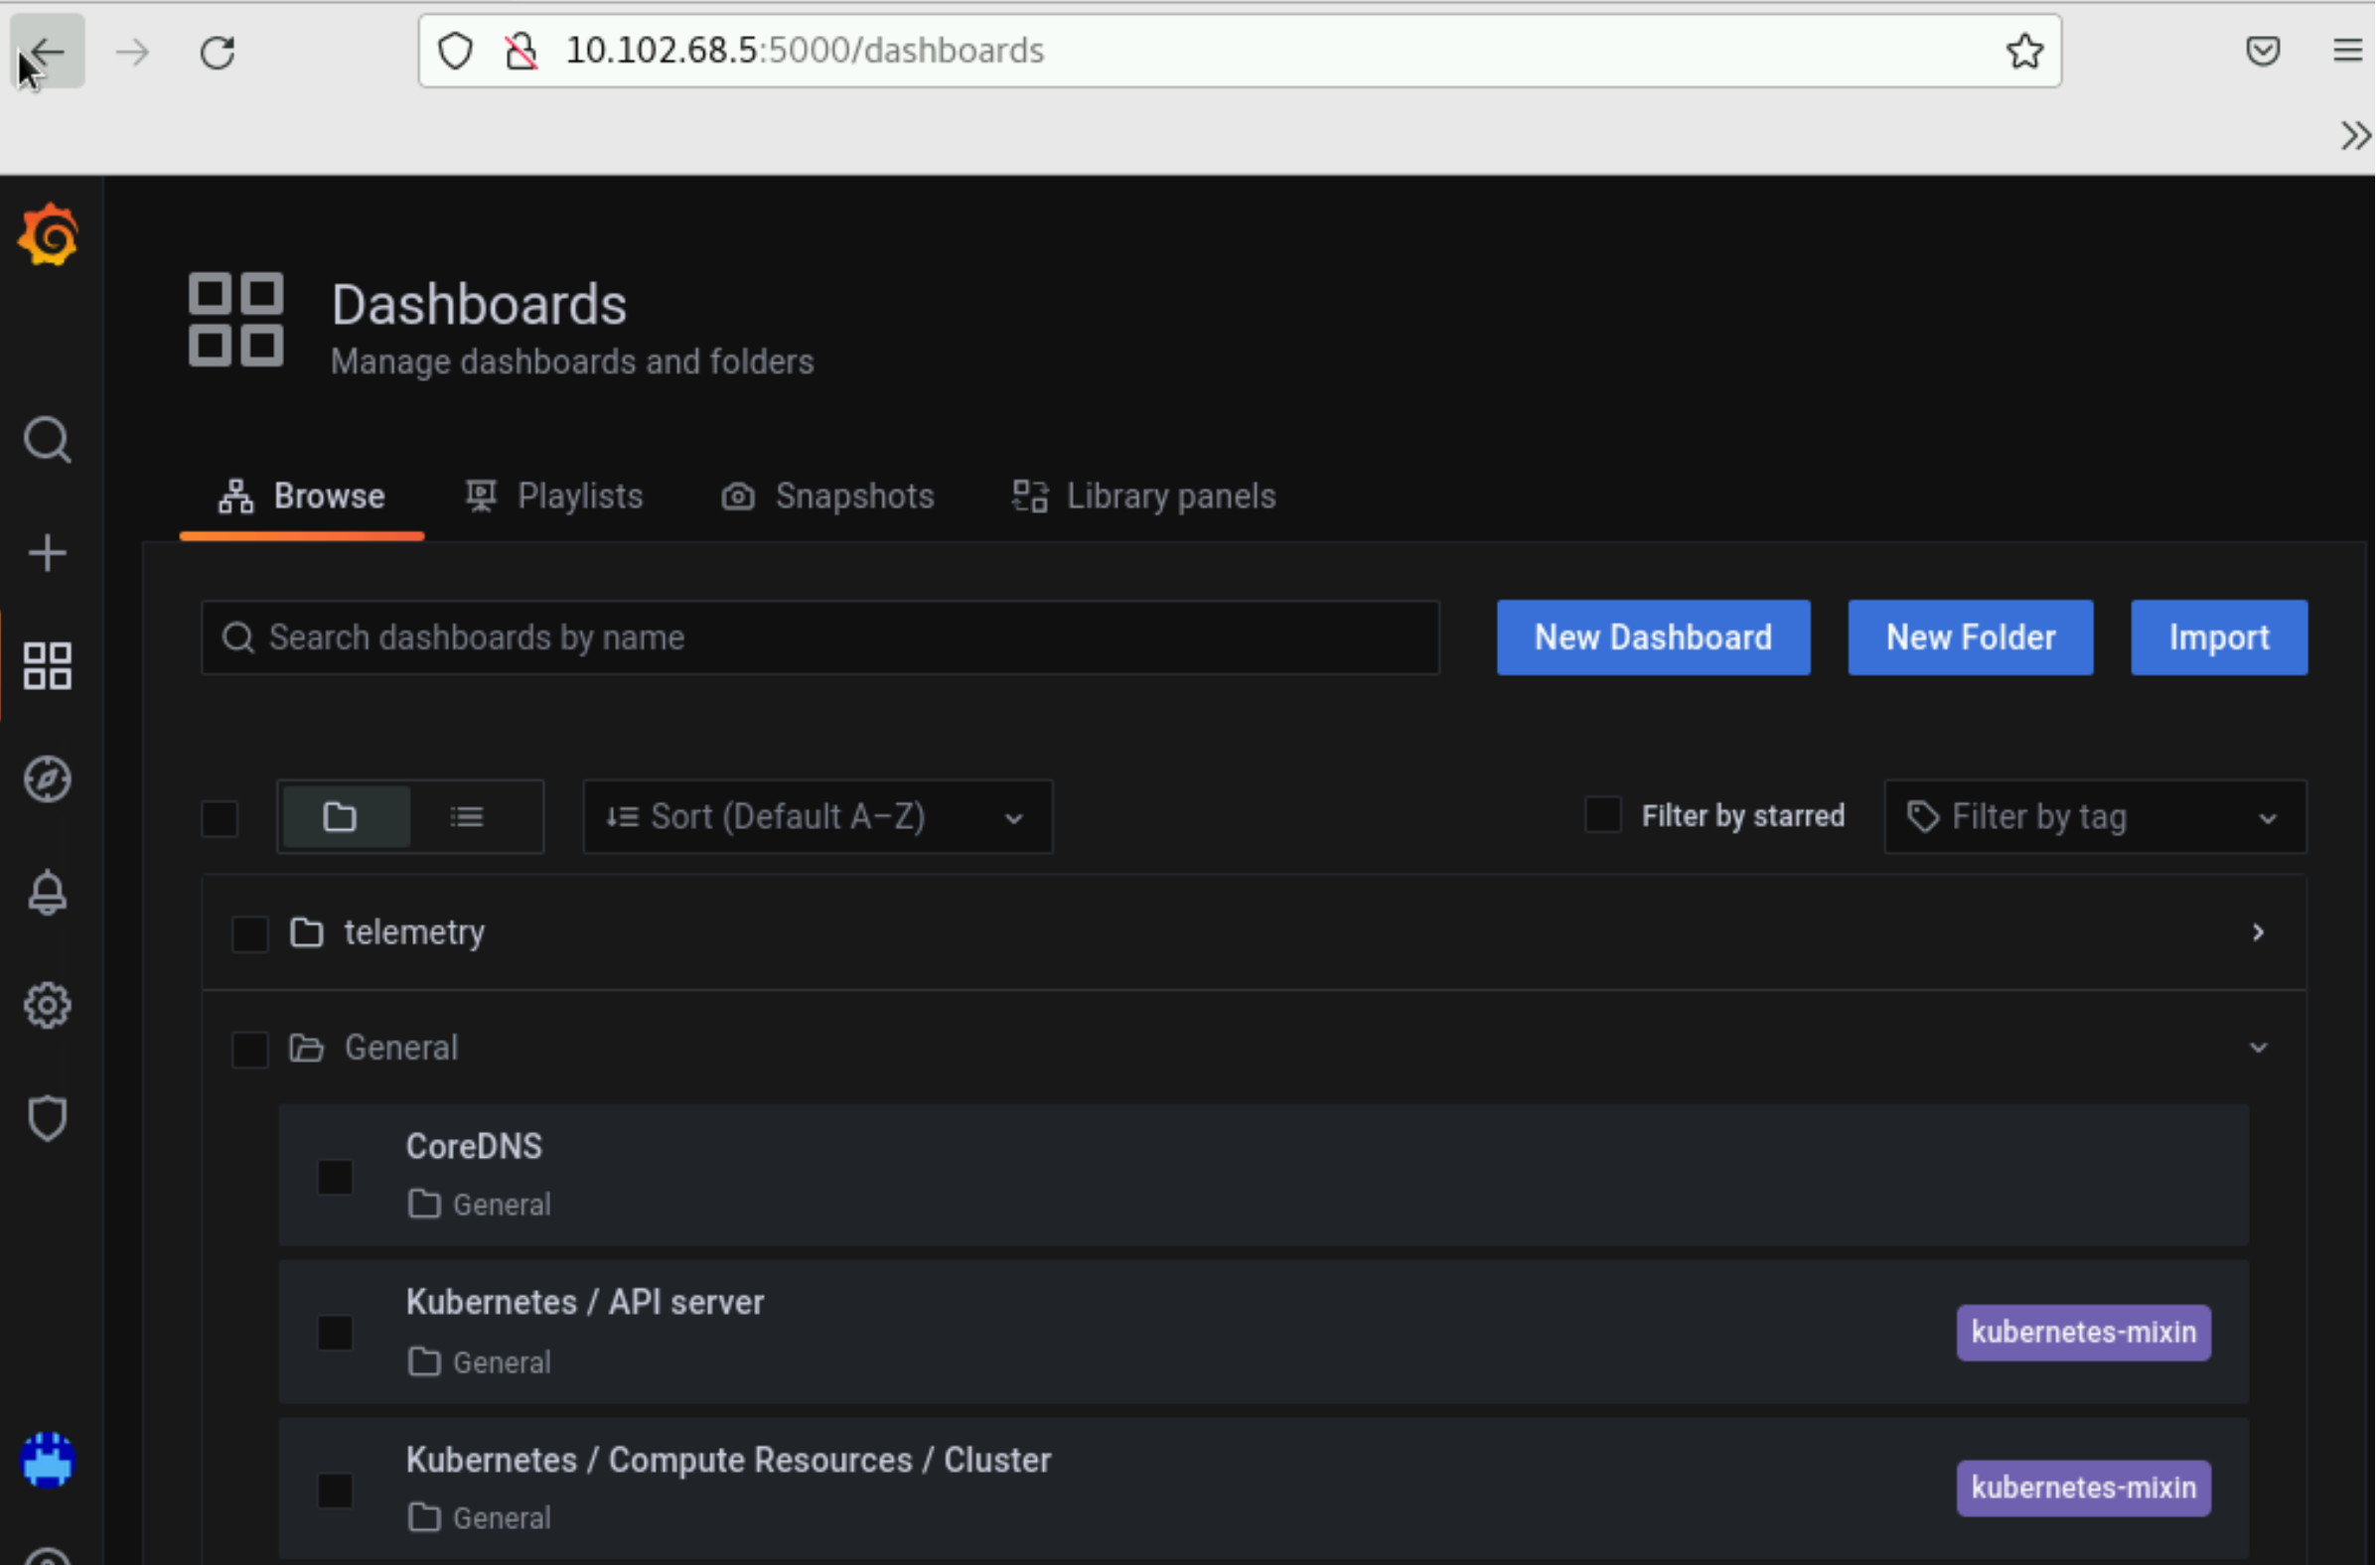 10.102.68.5:5000/dashboards
Dashboards
Manage dashboards and folders
Browse Playlists Snapshots Library panels
Search dashboards by name New Dashboard New Folder Import
Sort (Default A–Z) Filter by starred Filter by tag
telemetry
General
CoreDNS
General
Kubernetes / API server
kubernetes-mixin
General
Kubernetes / Compute Resources / Cluster
kubernetes-mixin
General